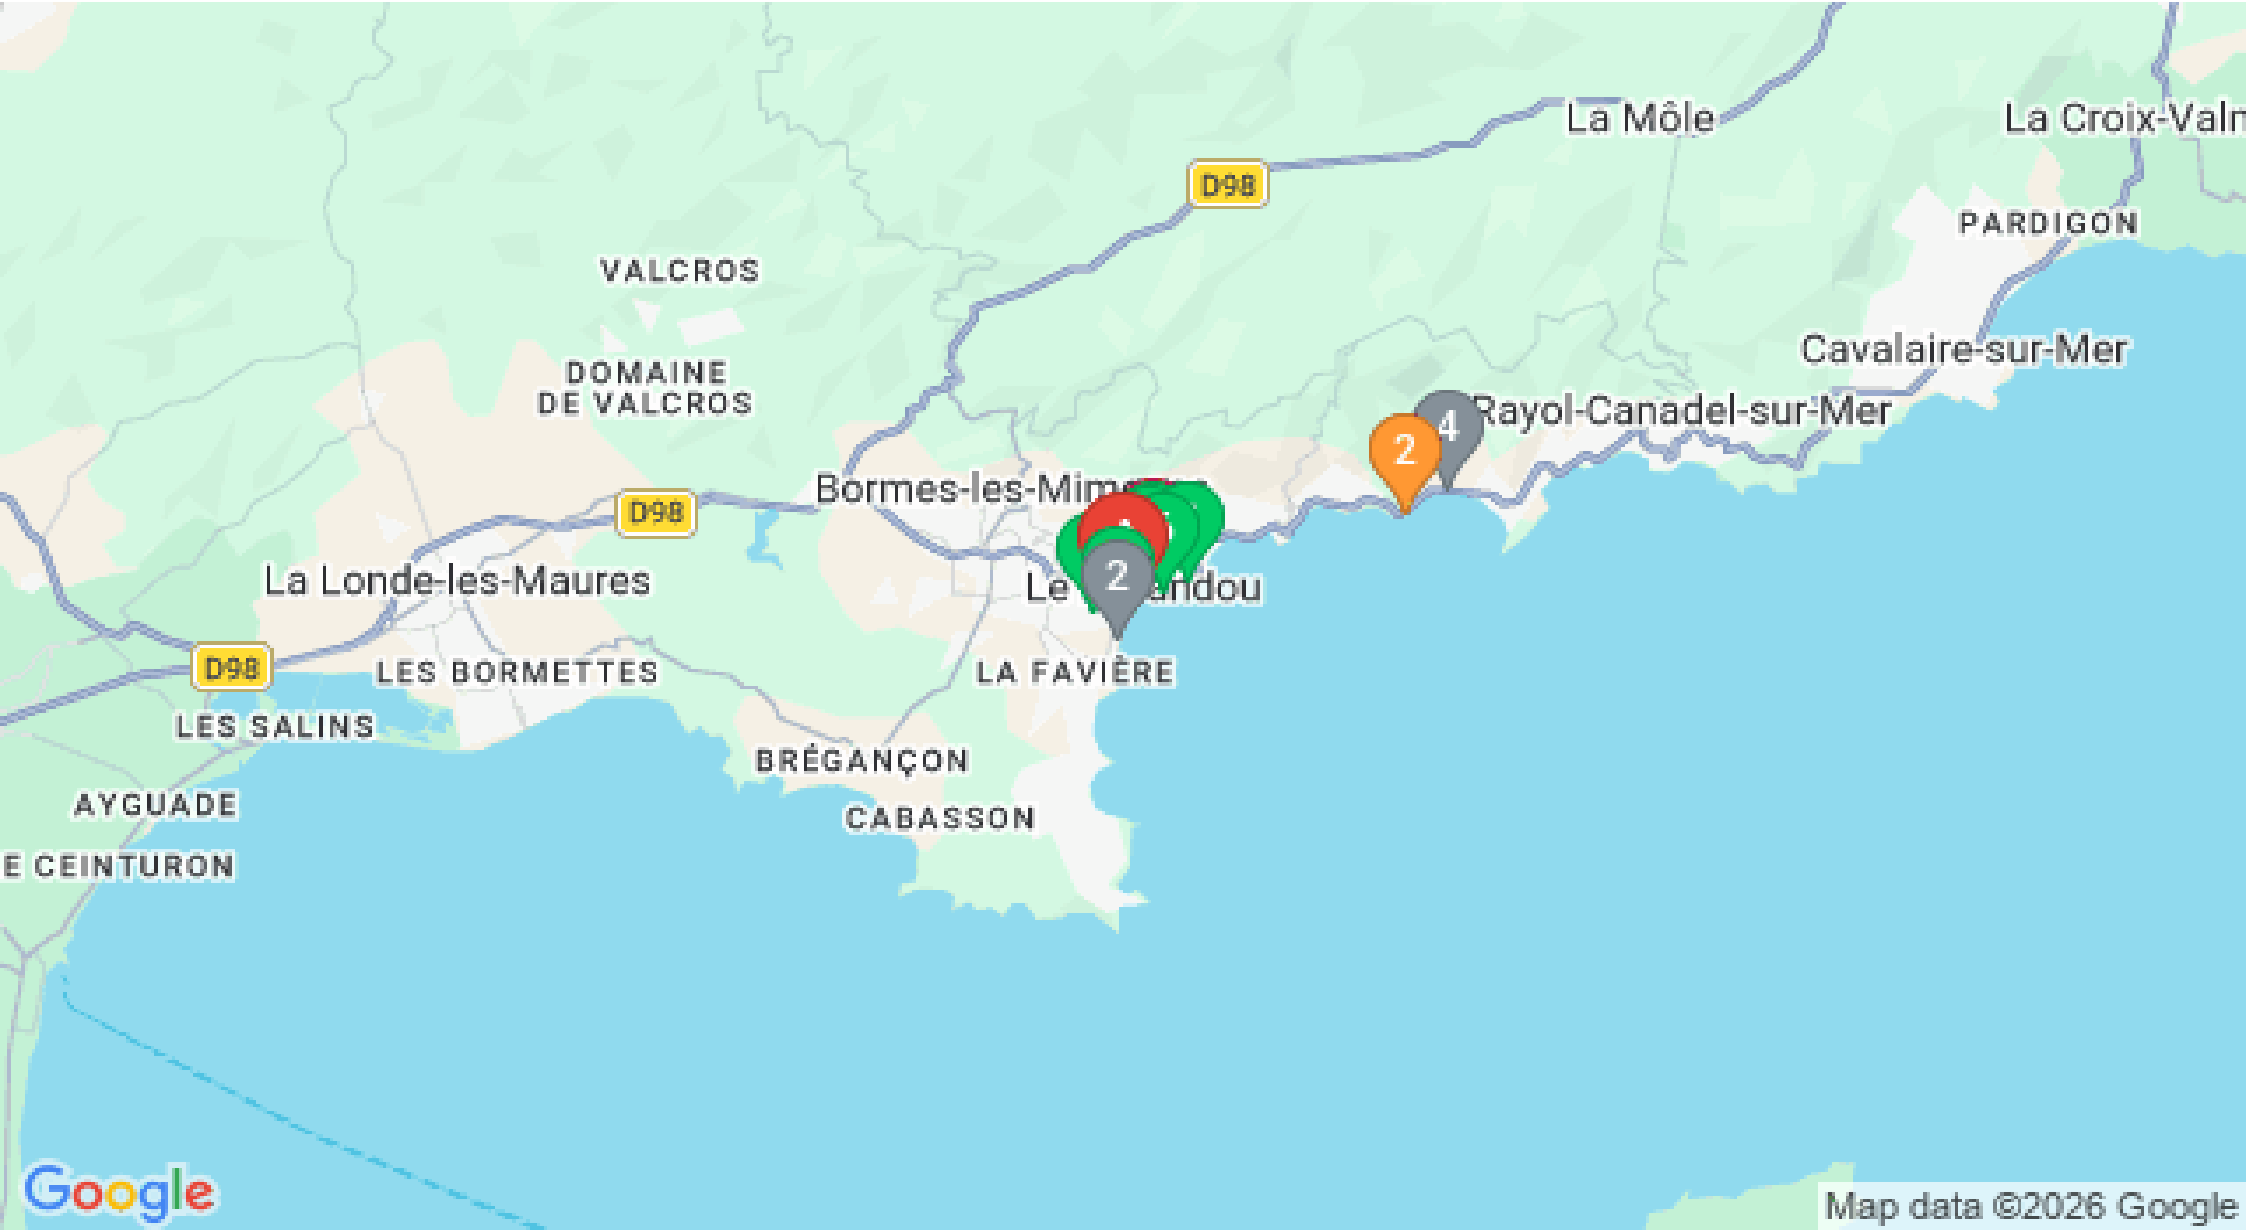 La Môle
La Croix-Valm
D98
PARDIGON
VALCROS
Cavalaire-sur-Mer
DOMAINE
DE VALCROS
Rayol-Canadel-sur-Mer
4
2
Bormes-les-Mim
D98
La Londe-les-Maures
2
Le
andou
D98
LES BORMETTES
LA FAVIÈRE
LES SALINS
BRÉGANÇON
AYGUADE
CABASSON
E CEINTURON
Google
Map data ©2026 Google